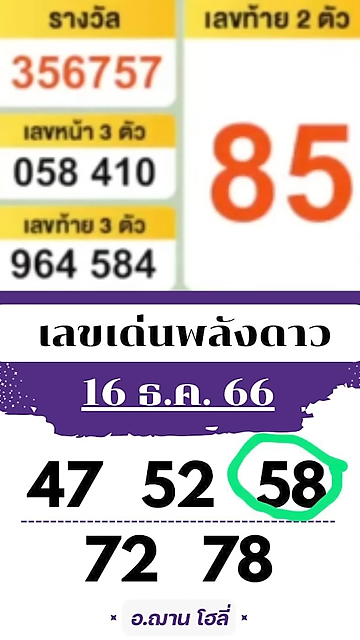 รางวัล
เลขท้าย 2 ตัว
356757
85
เลขหน้า 3 ตัว
058 410
เลขท้าย 3 ตัว
964 584
เลขเด่นพลังดาว
16 ธ.ค. 66
47 52 58
72 78
อ.ฌาน โฮลี่